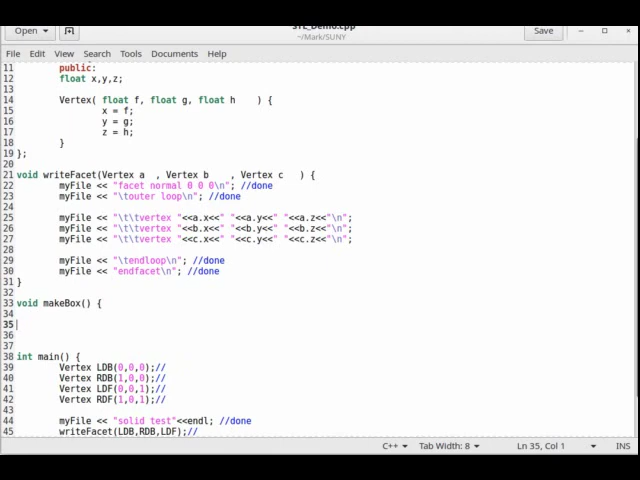 STL_Demo.cpp
Open
~/Mark/SUNY
Save
File Edit View Search Tools Documents Help
11 public:
12 float x,y,z;
13
14 Vertex( float f, float g, float h ) {
15 x = f;
16 y = g;
17 z = h;
18 }
19 };
20
21 void writeFacet(Vertex a , Vertex b , Vertex c ) {
22 myFile << "facet normal 0 0 0\n"; //done
23 myFile << "\touter loop\n"; //done
24
25 myFile << "\t\tvertex "<<a.x<<" "<<a.y<<" "<<a.z<<"\n";
26 myFile << "\t\tvertex "<<b.x<<" "<<b.y<<" "<<b.z<<"\n";
27 myFile << "\t\tvertex "<<c.x<<" "<<c.y<<" "<<c.z<<"\n";
28
29 myFile << "\tendloop\n"; //done
30 myFile << "endfacet\n"; //done
31 }
32
33 void makeBox() {
34
35
36
37
38 int main() {
39 Vertex LDB(0,0,0);//
40 Vertex RDB(1,0,0);//
41 Vertex LDF(0,0,1);//
42 Vertex RDF(1,0,1);//
43
44 myFile << "solid test"<<endl; //done
45 writeFacet(LDB,RDB,LDF);//
C++ Tab Width: 8 Ln 35, Col 1 INS